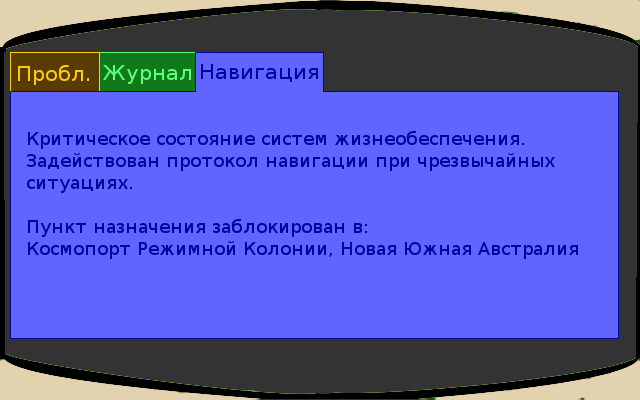 Пробл. Журнал Навигация
Критическое состояние систем жизнеобеспечения.
Задействован протокол навигации при чрезвычайных
ситуациях.
Пункт назначения заблокирован в:
Космопорт Режимной Колонии, Новая Южная Австралия